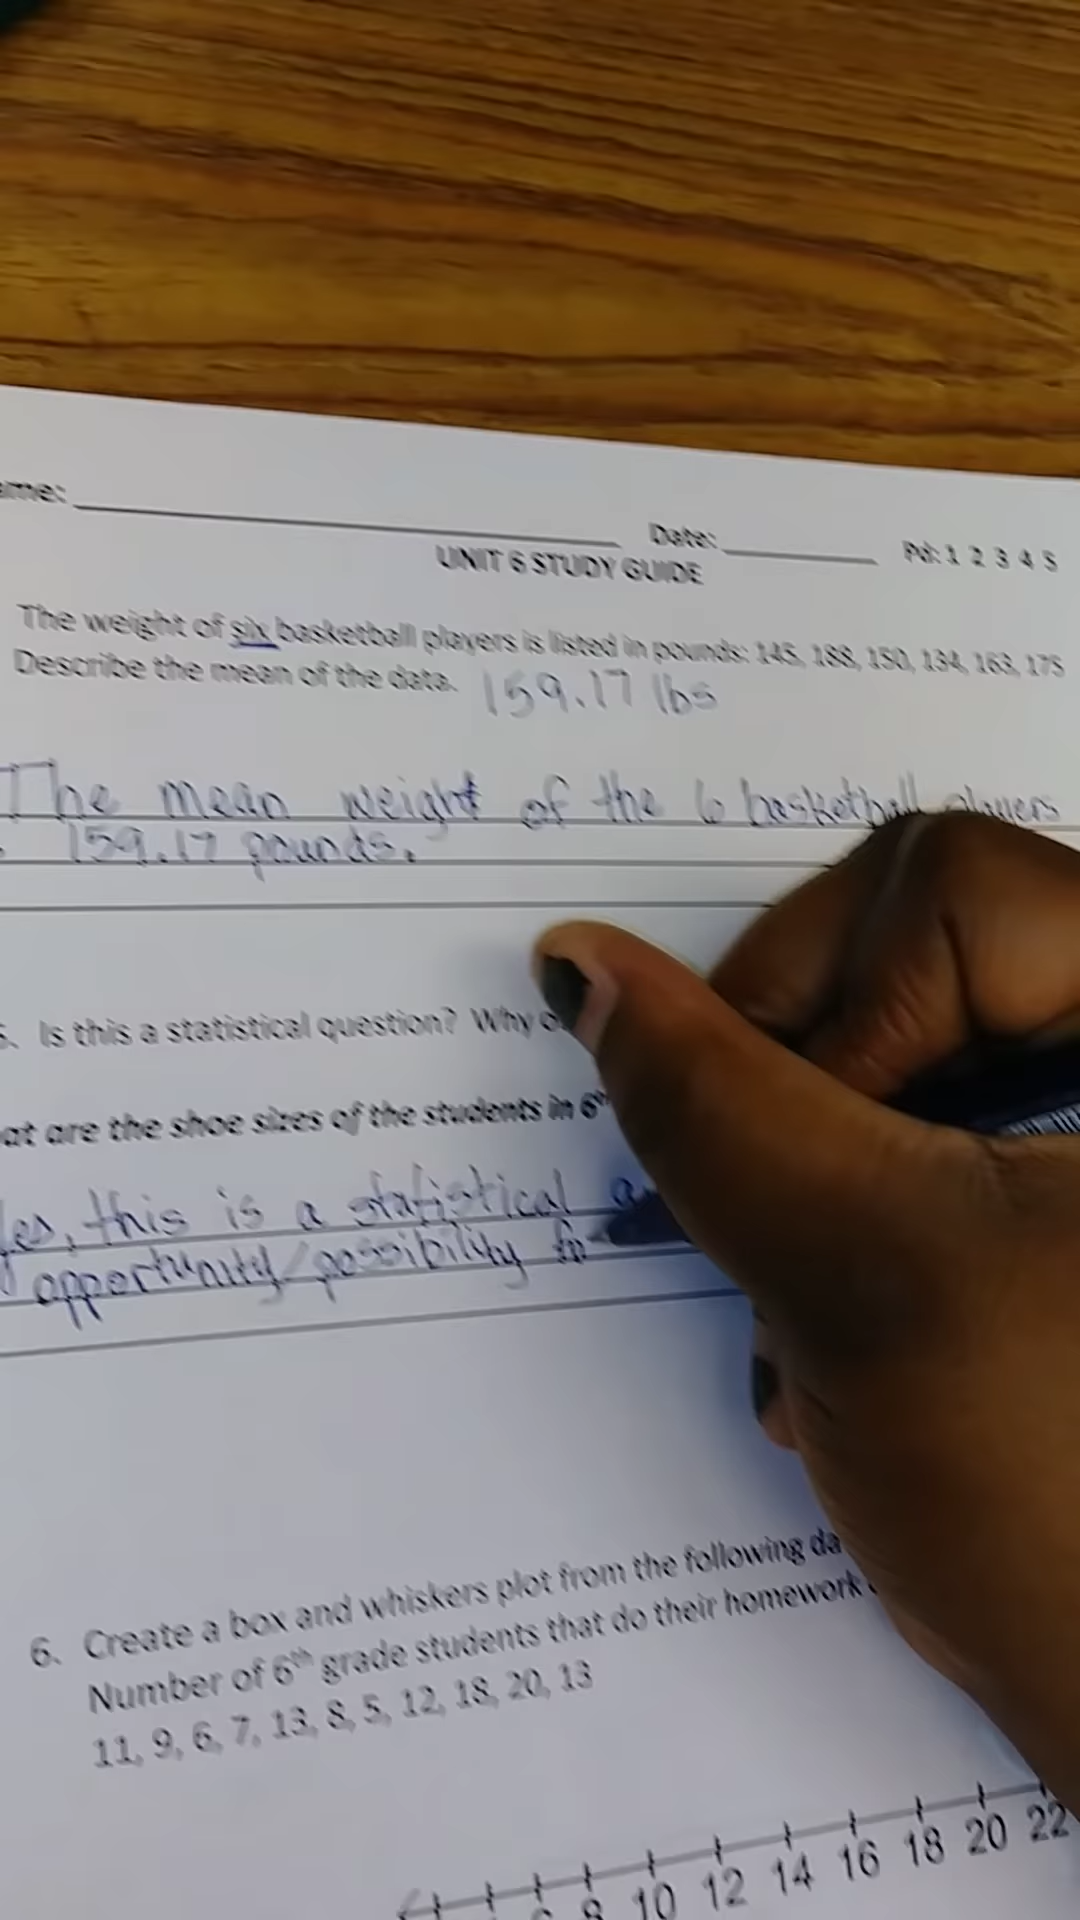 Name: Date: Pd: 1 2 3 4 5
UNIT 6 STUDY GUIDE
The weight of six basketball players is listed in pounds: 145, 188, 150, 134, 163, 175
Describe the mean of the data. 159.17 lbs
The mean weight of the 6 basketball players
159.17 pounds.
5. Is this a statistical question? Why
at are the shoe sizes of the students in 6th
Yes, this is a statistical
opportunity/possibility
6. Create a box and whiskers plot from the following
Number of 6th grade students that do their homework
11, 9, 6, 7, 13, 8, 5, 12, 18, 20, 13
8 10 12 14 16 18 20 22